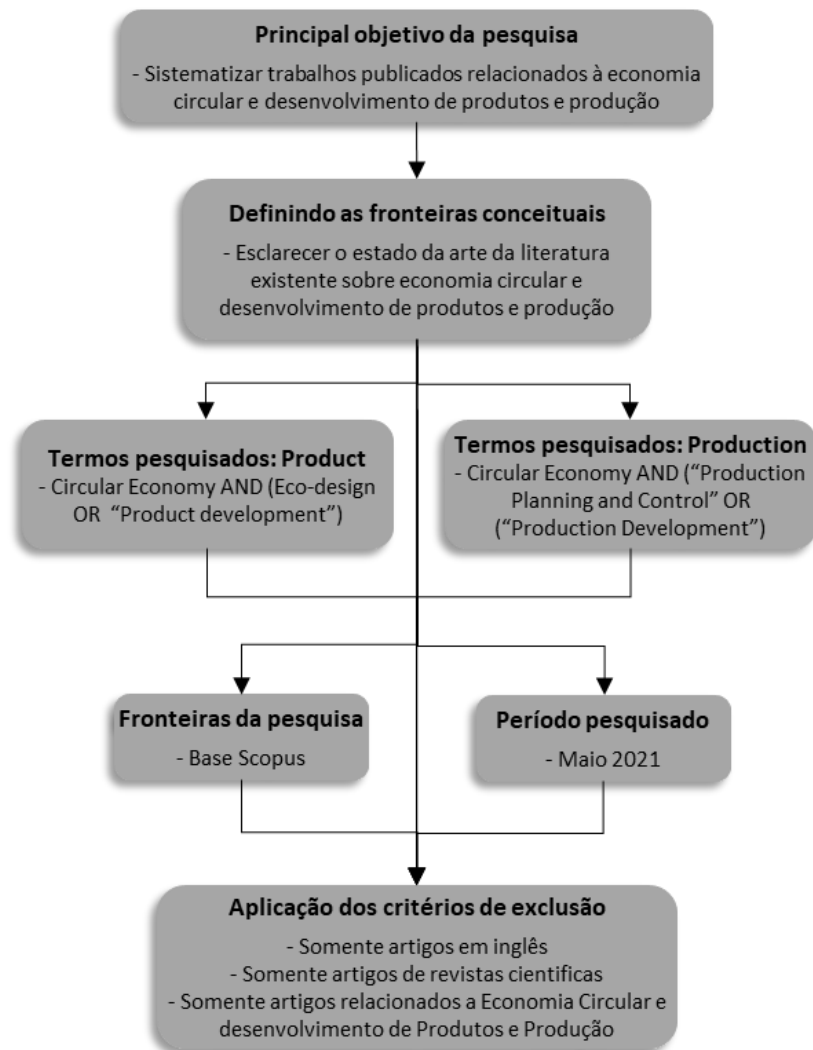 Principal objetivo da pesquisa
- Sistematizar trabalhos publicados relacionados à economia
circular e desenvolvimento de produtos e produção
Definindo as fronteiras conceituais
- Esclarecer o estado da arte da literatura
existente sobre economia circular e
desenvolvimento de produtos e produção
Termos pesquisados: Product
- Circular Economy AND (Eco-design
OR “Product development”)
Termos pesquisados: Production
- Circular Economy AND (“Production
Planning and Control” OR
(“Production Development”)
Fronteiras da pesquisa
- Base Scopus
Período pesquisado
- Maio 2021
Aplicação dos critérios de exclusão
- Somente artigos em inglês
- Somente artigos de revistas cientificas
- Somente artigos relacionados a Economia Circular e
desenvolvimento de Produtos e Produção